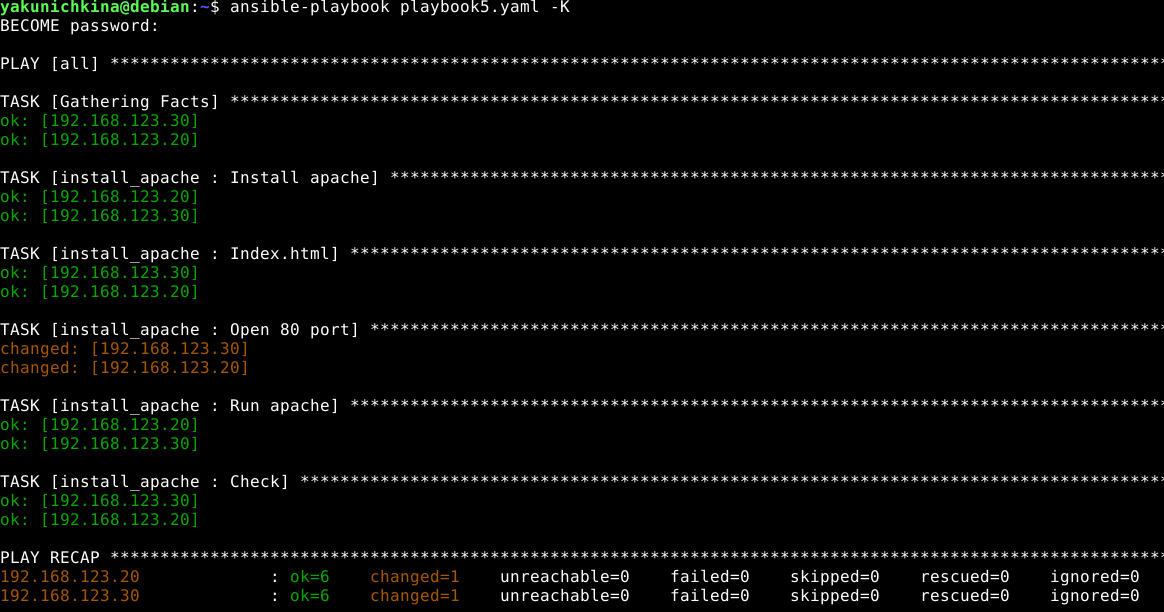 yakunichkina@debian:~$ ansible-playbook playbook5.yaml -K
BECOME password:
PLAY [all] **********************************************************************************************************
TASK [Gathering Facts] **********************************************************************************************
ok: [192.168.123.30]
ok: [192.168.123.20]
TASK [install_apache : Install apache] ******************************************************************************
ok: [192.168.123.20]
ok: [192.168.123.30]
TASK [install_apache : Index.html] **********************************************************************************
ok: [192.168.123.30]
ok: [192.168.123.20]
TASK [install_apache : Open 80 port] ********************************************************************************
changed: [192.168.123.30]
changed: [192.168.123.20]
TASK [install_apache : Run apache] **********************************************************************************
ok: [192.168.123.20]
ok: [192.168.123.30]
TASK [install_apache : Check] ***************************************************************************************
ok: [192.168.123.30]
ok: [192.168.123.20]
PLAY RECAP **********************************************************************************************************
192.168.123.20             : ok=6    changed=1    unreachable=0    failed=0    skipped=0    rescued=0    ignored=0
192.168.123.30             : ok=6    changed=1    unreachable=0    failed=0    skipped=0    rescued=0    ignored=0